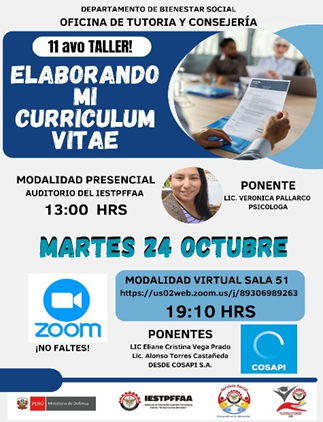 DEPARTAMENTO DE BIENESTAR SOCIAL
OFICINA DE TUTORIA Y CONSEJERÍA
11 avo TALLER!
ELABORANDO
MI
CURRICULUM
VITAE
MODALIDAD PRESENCIAL
AUDITORIO DEL IESTPFFAA
13:00 HRS
PONENTE
LIC. VERONICA PALLARCO
PSICOLOGA
MARTES 24 OCTUBRE
zoom
¡NO FALTES!
MODALIDAD VIRTUAL SALA 51
https://us02web.zoom.us/j/89306989263
19:10 HRS
PONENTES
LIC Eliane Cristina Vega Prado
Lic. Alonso Torres Castañeda
DESDE COSAPI S.A.
COSAPI
PERÚ
Ministerio de Defensa
IESTPFFAA